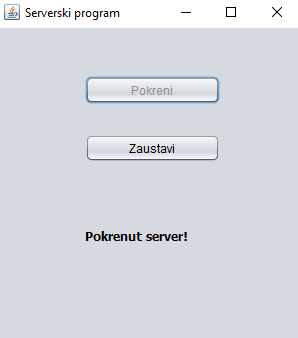 Serverski program
Pokreni
Zaustavi
Pokrenut server!